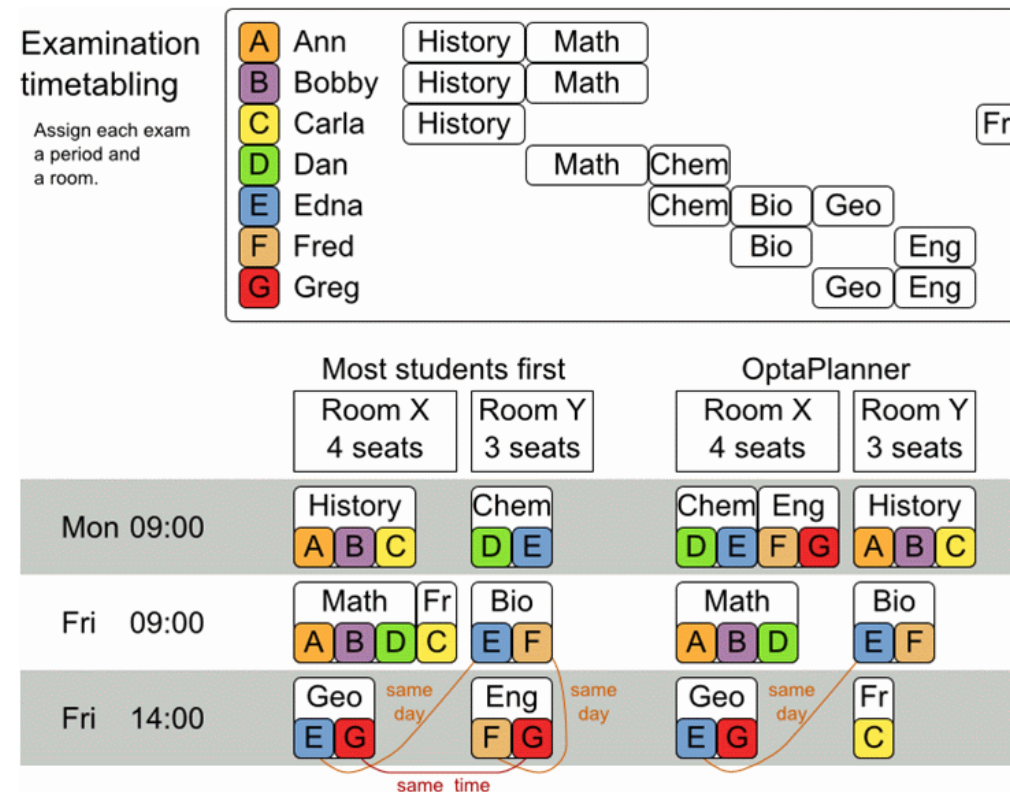 Examination
timetabling
Assign each exam
a period and
a room.
A Ann History Math
B Bobby History Math
C Carla History Fr
D Dan Math Chem
E Edna Chem Bio Geo
F Fred Bio Eng
G Greg Geo Eng
Most students first OptaPlanner
Room X Room Y Room X Room Y
4 seats 3 seats 4 seats 3 seats
History Chem Chem Eng History
Mon 09:00
A B C D E D E F G A B C
Math Fr Bio Math Bio
Fri 09:00
A B D C E F A B D E F
Geo same day Eng same day Geo same day Fr
Fri 14:00
E G F G E G C
same time